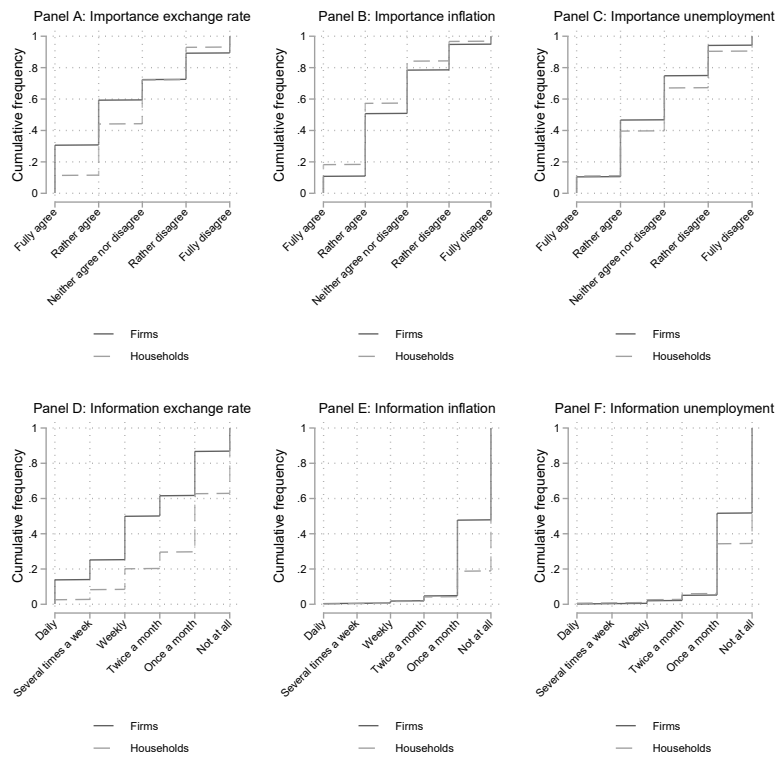 Panel A: Importance exchange rate
Cumulative frequency
1
.8
.6
.4
.2
0
Fully agree
Rather agree
Neither agree nor disagree
Rather disagree
Fully disagree
Firms
Households
Panel B: Importance inflation
Cumulative frequency
1
.8
.6
.4
.2
0
Fully agree
Rather agree
Neither agree nor disagree
Rather disagree
Fully disagree
Firms
Households
Panel C: Importance unemployment
Cumulative frequency
1
.8
.6
.4
.2
0
Fully agree
Rather agree
Neither agree nor disagree
Rather disagree
Fully disagree
Firms
Households
Panel D: Information exchange rate
Cumulative frequency
1
.8
.6
.4
.2
0
Daily
Several times a week
Weekly
Twice a month
Once a month
Not at all
Firms
Households
Panel E: Information inflation
Cumulative frequency
1
.8
.6
.4
.2
0
Daily
Several times a week
Weekly
Twice a month
Once a month
Not at all
Firms
Households
Panel F: Information unemployment
Cumulative frequency
1
.8
.6
.4
.2
0
Daily
Several times a week
Weekly
Twice a month
Once a month
Not at all
Firms
Households